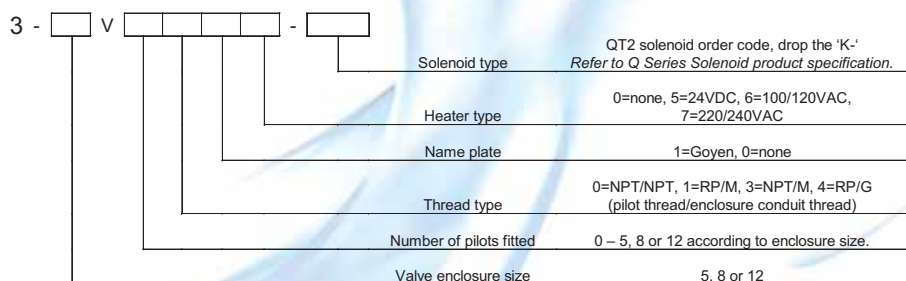 3 - V -
Solenoid type QT2 solenoid order code, drop the ‘K-‘
Refer to Q Series Solenoid product specification.
Heater type 0=none, 5=24VDC, 6=100/120VAC,
7=220/240VAC
Name plate 1=Goyen, 0=none
Thread type 0=NPT/NPT, 1=RP/M, 3=NPT/M, 4=RP/G
(pilot thread/enclosure conduit thread)
Number of pilots fitted 0 – 5, 8 or 12 according to enclosure size.
Valve enclosure size 5, 8 or 12